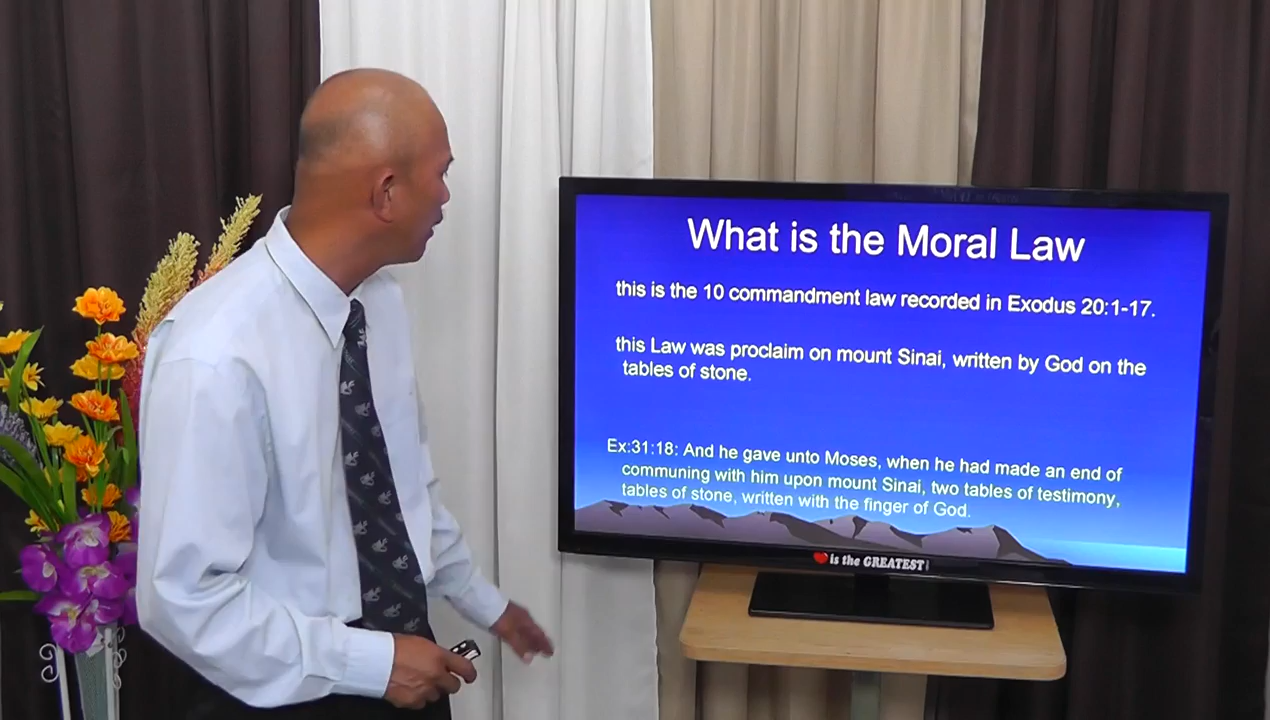 What is the Moral Law
this is the 10 commandment law recorded in Exodus 20:1-17.
this Law was proclaim on mount Sinai, written by God on the
tables of stone.
Ex:31:18: And he gave unto Moses, when he had made an end of
communing with him upon mount Sinai, two tables of testimony,
tables of stone, written with the finger of God.
is the GREATEST!